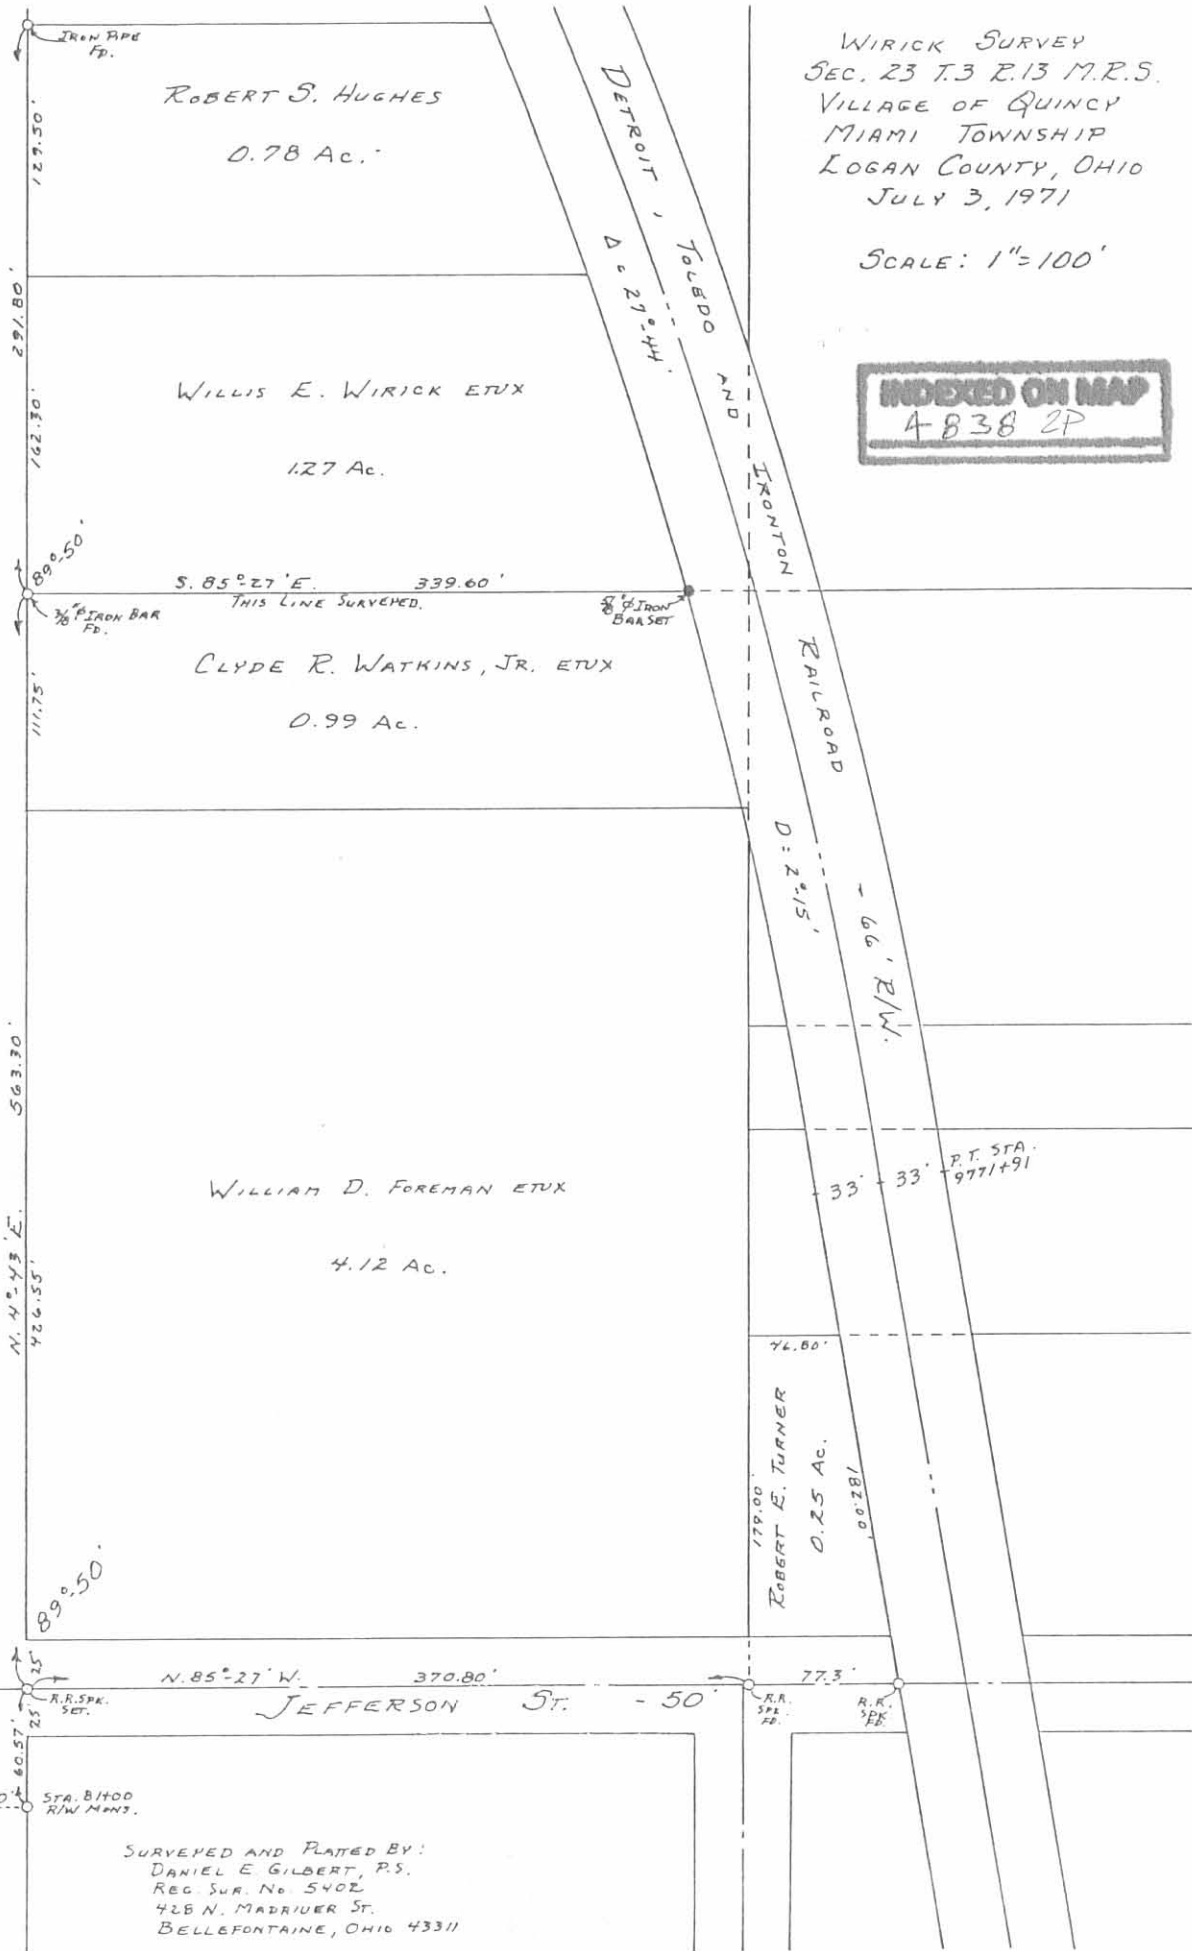 WIRICK SURVEY
SEC. 23 T.3 R.13 M.R.S.
VILLAGE OF QUINCY
MIAMI TOWNSHIP
LOGAN COUNTY, OHIO
JULY 3, 1971
SCALE: 1"=100'
INDEXED ON MAP
4838 2P
IRON PIPE
FD.
ROBERT S. HUGHES
0.78 Ac.
129.50'
291.80'
162.30'
DETROIT, TOLEDO AND IRONTON RAILROAD - 66' R/W.
Δ = 27°-44'
WILLIS E. WIRICK ETUX
1.27 Ac.
89°-50'
S. 85°-27'E. 339.60'
THIS LINE SURVEYED.
IRON BAR
FD.
5/8"Ø IRON
BAR SET
CLYDE R. WATKINS, JR. ETUX
0.99 Ac.
111.75'
D = 2°-15'
563.30'
N. 4°-43'E.
426.55'
WILLIAM D. FOREMAN ETUX
4.12 Ac.
33' 33'
P.T. STA.
9771+91
179.00'
ROBERT E. TURNER
0.25 Ac.
182.00'
89°-50'
25'
N. 85°-27'W. 370.80'
77.3'
R.R. SPK.
SET.
JEFFERSON ST. - 50'
R.R.
SPK.
FD.
R.R.
SPK.
FD.
25'
60.57'
STA. 81+00
R/W MONS.
SURVEYED AND PLATTED BY:
DANIEL E. GILBERT, P.S.
REG. SUR. No. 5402
428 N. MADRIVER ST.
BELLEFONTAINE, OHIO 43311